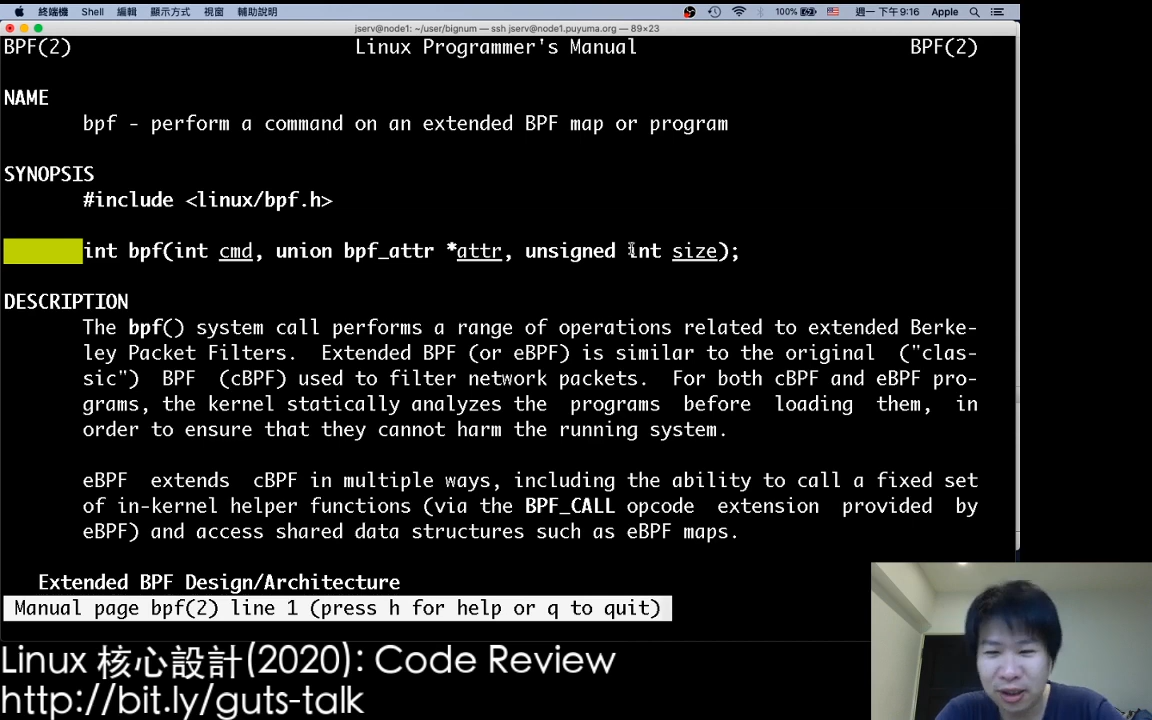 終端機 Shell 編輯 顯示方式 視窗 輔助說明 100% 週一 下午9:16 Apple
jserv@node1: ~/user/bignum — ssh jserv@node1.puyuma.org — 89×23
BPF(2) Linux Programmer's Manual BPF(2)
NAME
bpf - perform a command on an extended BPF map or program
SYNOPSIS
#include <linux/bpf.h>
int bpf(int cmd, union bpf_attr *attr, unsigned int size);
DESCRIPTION
The bpf() system call performs a range of operations related to extended Berke-
ley Packet Filters. Extended BPF (or eBPF) is similar to the original ("clas-
sic") BPF (cBPF) used to filter network packets. For both cBPF and eBPF pro-
grams, the kernel statically analyzes the programs before loading them, in
order to ensure that they cannot harm the running system.
eBPF extends cBPF in multiple ways, including the ability to call a fixed set
of in-kernel helper functions (via the BPF_CALL opcode extension provided by
eBPF) and access shared data structures such as eBPF maps.
Extended BPF Design/Architecture
Manual page bpf(2) line 1 (press h for help or q to quit)
Linux 核心設計(2020): Code Review
http://bit.ly/guts-talk